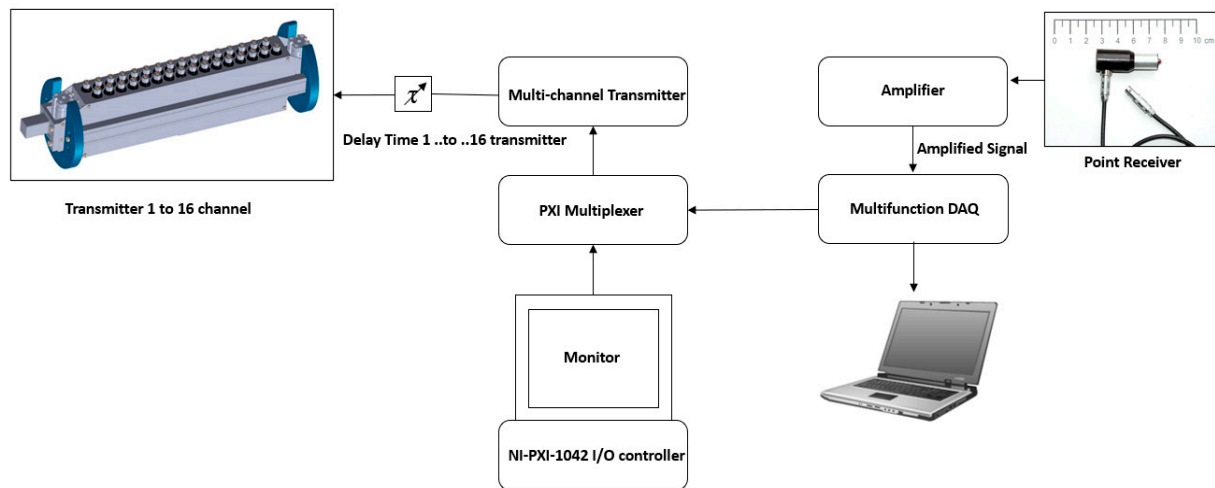 0 1 2 3 4 5 6 7 8 9 10 cm
Multi-channel Transmitter
Amplifier
τ
Delay Time 1 ..to ..16 transmitter
Amplified Signal
Point Receiver
Transmitter 1 to 16 channel
PXI Multiplexer
Multifunction DAQ
Monitor
NI-PXI-1042 I/O controller